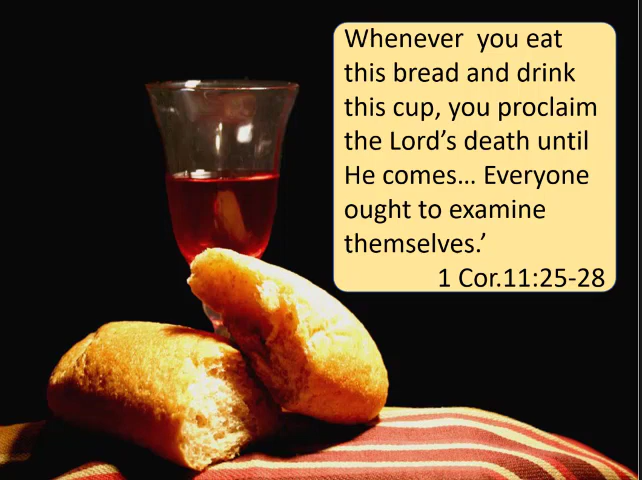 Whenever  you eat
this bread and drink
this cup, you proclaim
the Lord’s death until
He comes… Everyone
ought to examine
themselves.’
1 Cor.11:25-28